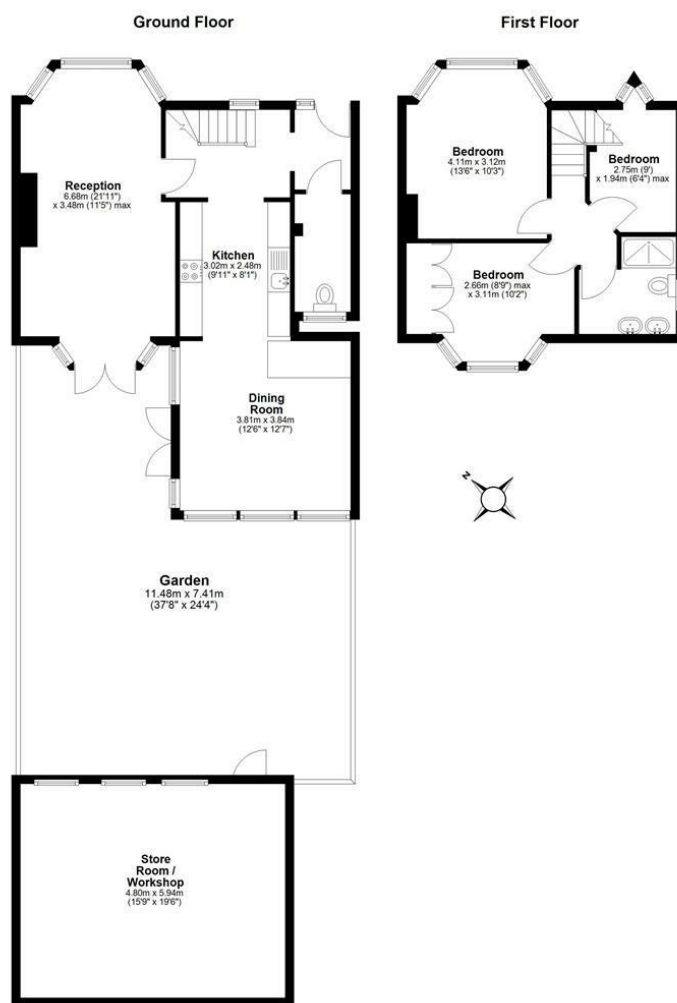 Ground Floor
First Floor
Reception
6.68m (21'11")
x 3.48m (11'5") max
Kitchen
3.02m x 2.48m
(9'11" x 8'1")
Dining
Room
3.81m x 3.84m
(12'6" x 12'7")
Garden
11.48m x 7.41m
(37'8" x 24'4")
Store
Room /
Workshop
4.80m x 5.94m
(15'9" x 19'6")
Bedroom
4.11m x 3.12m
(13'6" x 10'3")
Bedroom
2.75m (9')
x 1.94m (6'4") max
Bedroom
2.66m (8'9") max
x 3.11m (10'2")
N